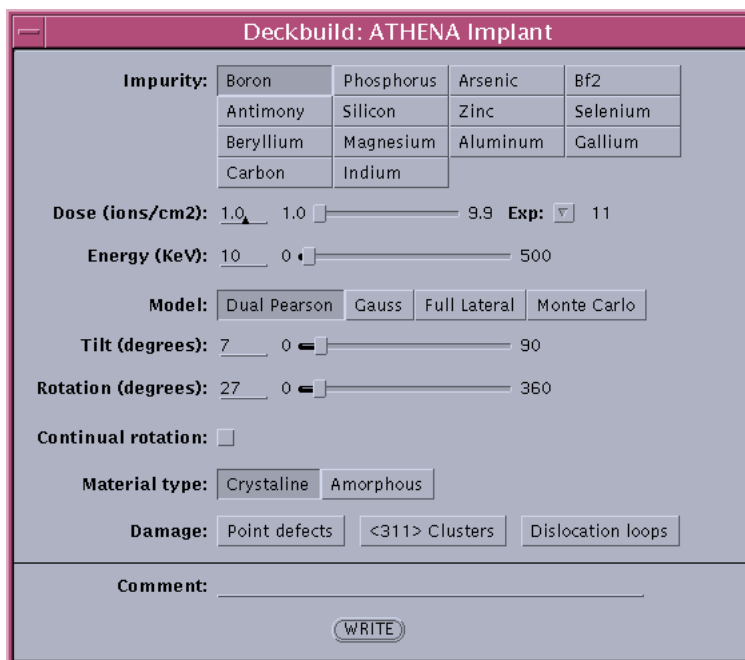 Deckbuild: ATHENA Implant
Impurity: Boron Phosphorus Arsenic Bf2
Antimony Silicon Zinc Selenium
Beryllium Magnesium Aluminum Gallium
Carbon Indium
Dose (ions/cm2): 1.0 1.0 9.9 Exp: 11
Energy (KeV): 10 0 500
Model: Dual Pearson Gauss Full Lateral Monte Carlo
Tilt (degrees): 7 0 90
Rotation (degrees): 27 0 360
Continual rotation:
Material type: Crystaline Amorphous
Damage: Point defects <311> Clusters Dislocation loops
Comment:
WRITE